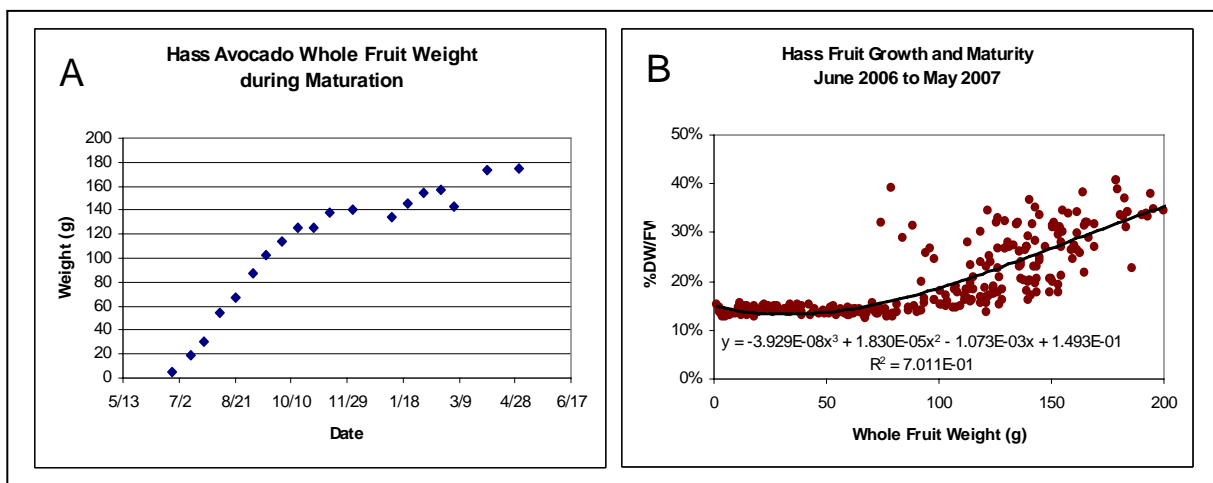 A
Hass Avocado Whole Fruit Weight
during Maturation
Weight (g)
200
180
160
140
120
100
80
60
40
20
0
5/13 7/2 8/21 10/10 11/29 1/18 3/9 4/28 6/17
Date
B
Hass Fruit Growth and Maturity
June 2006 to May 2007
%DW/FW
50%
40%
30%
20%
10%
0%
y = -3.929E-08x³ + 1.830E-05x² - 1.073E-03x + 1.493E-01
R² = 7.011E-01
0 50 100 150 200
Whole Fruit Weight (g)